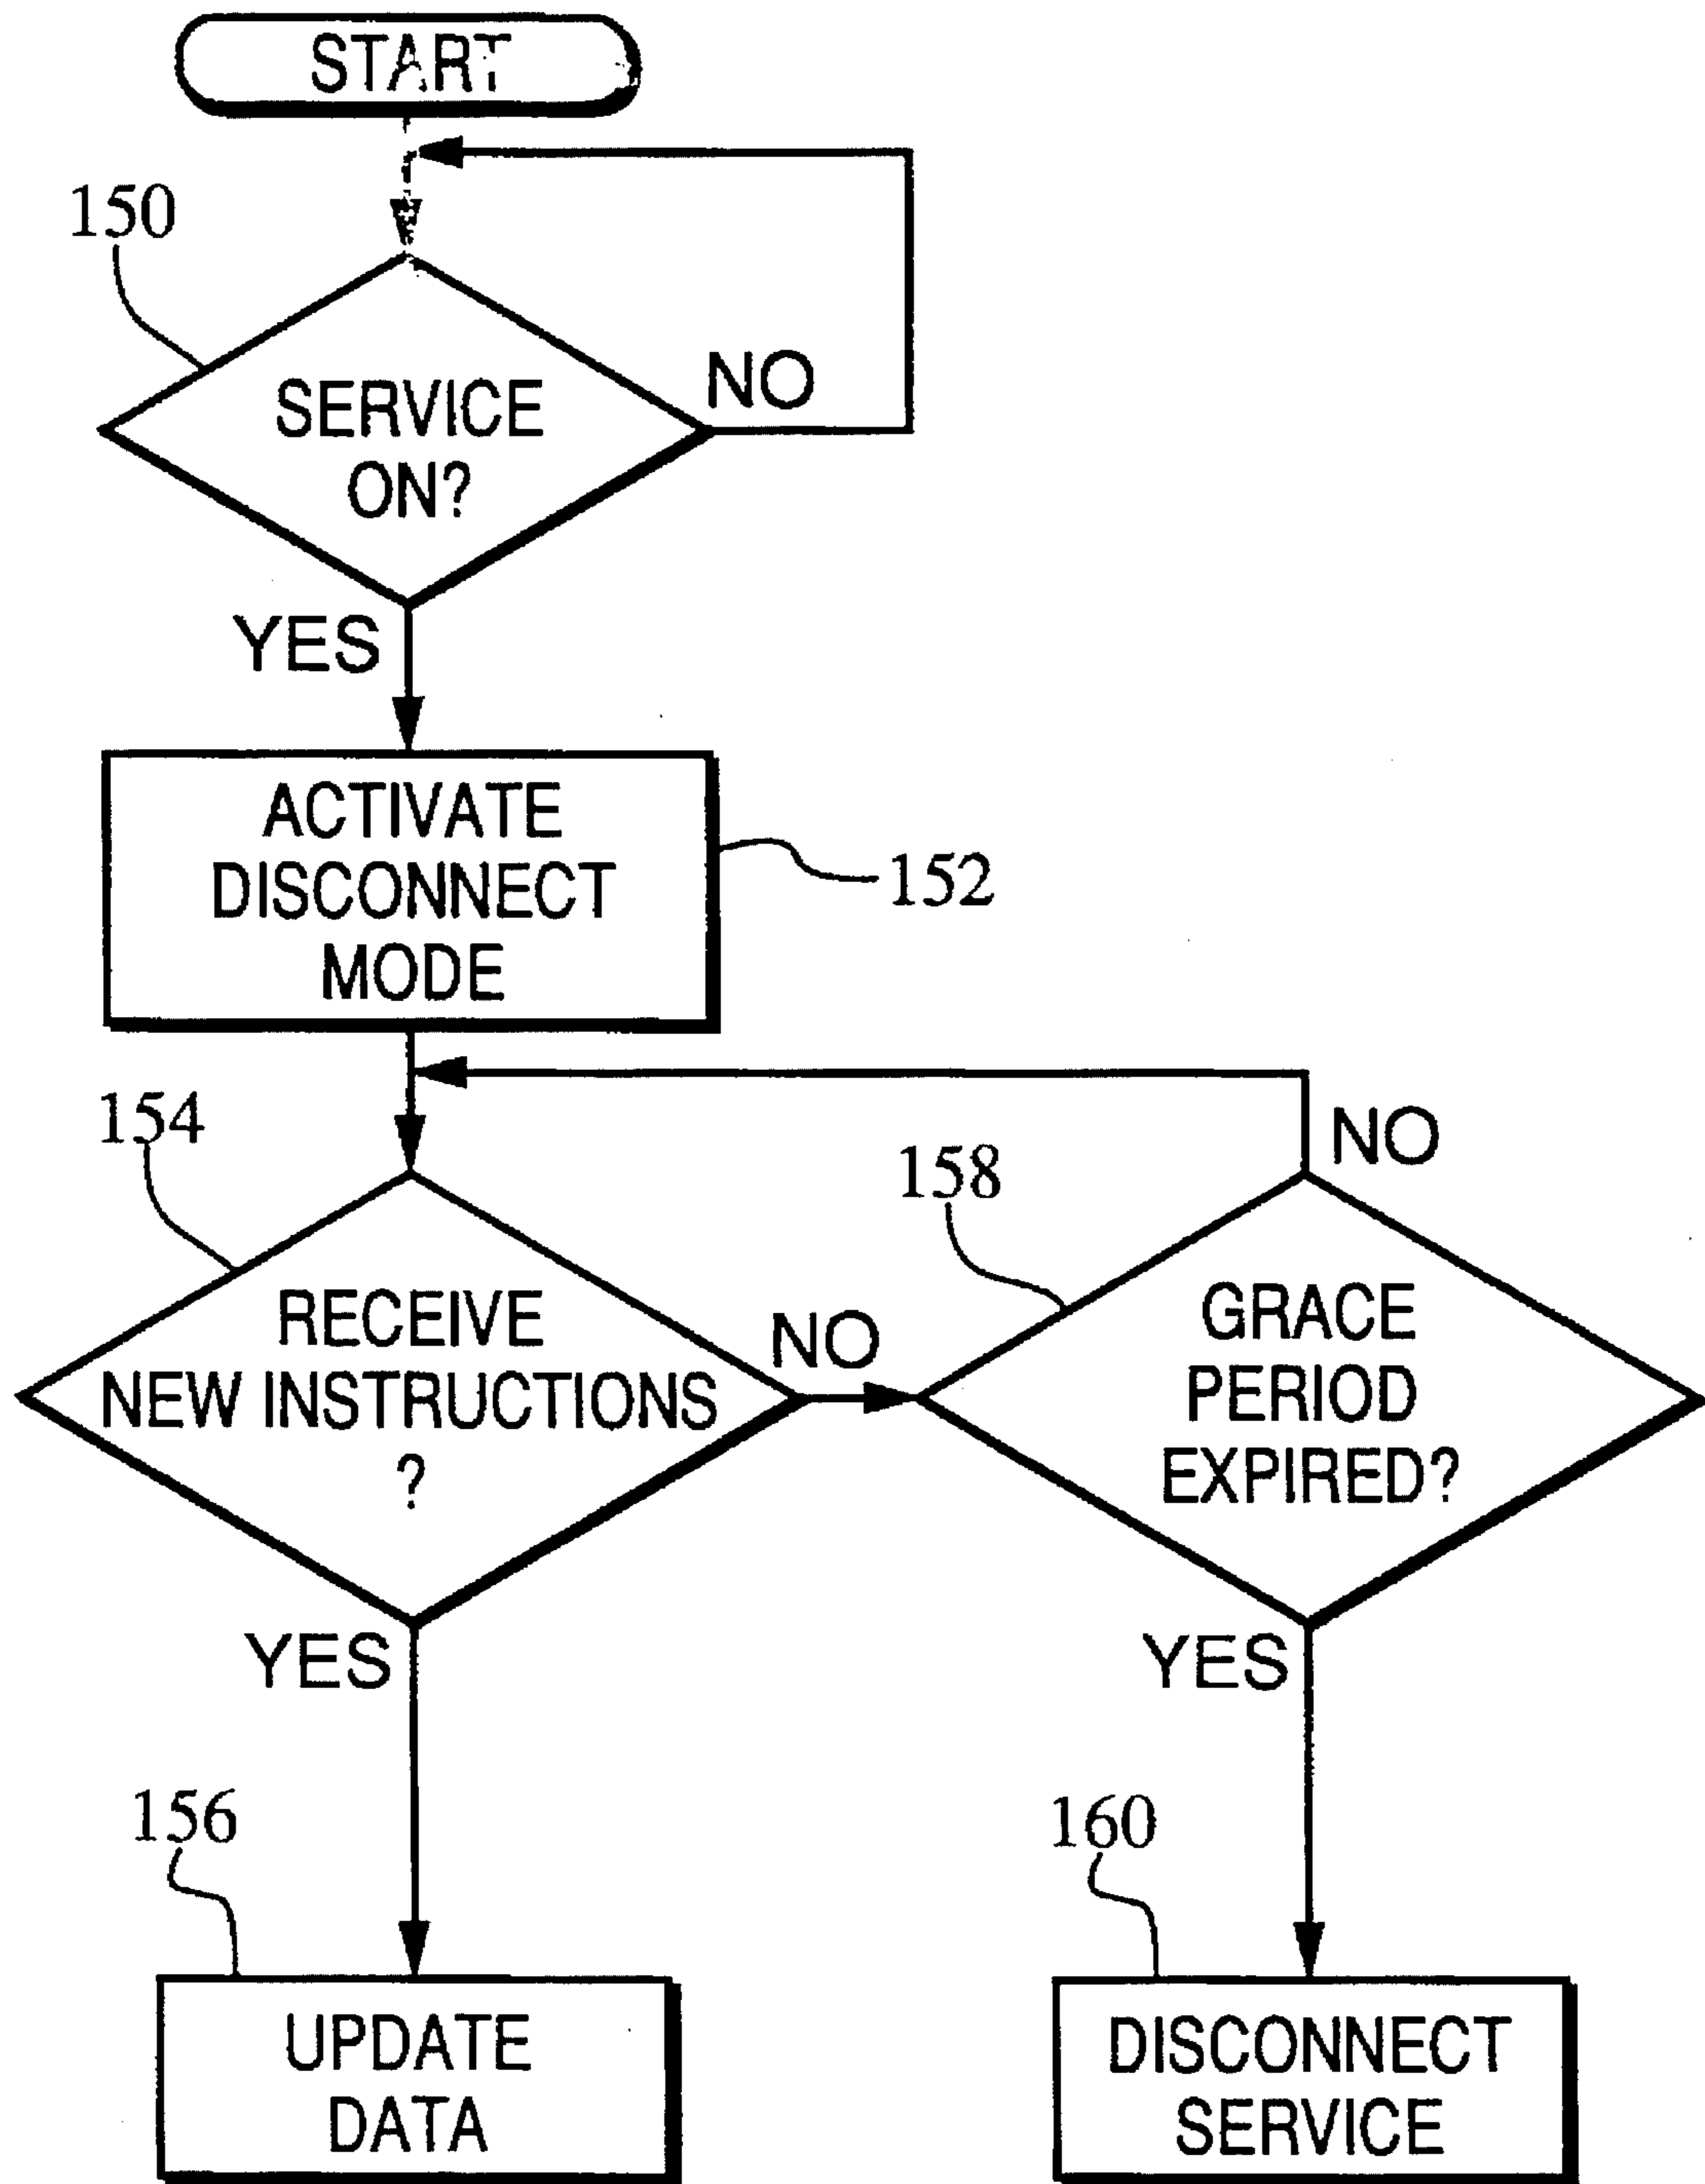 START
150
SERVICE
ON?
NO
YES
ACTIVATE
DISCONNECT
MODE
152
154
RECEIVE
NEW INSTRUCTIONS
?
NO
158
GRACE
PERIOD
EXPIRED?
NO
YES
YES
156
UPDATE
DATA
160
DISCONNECT
SERVICE